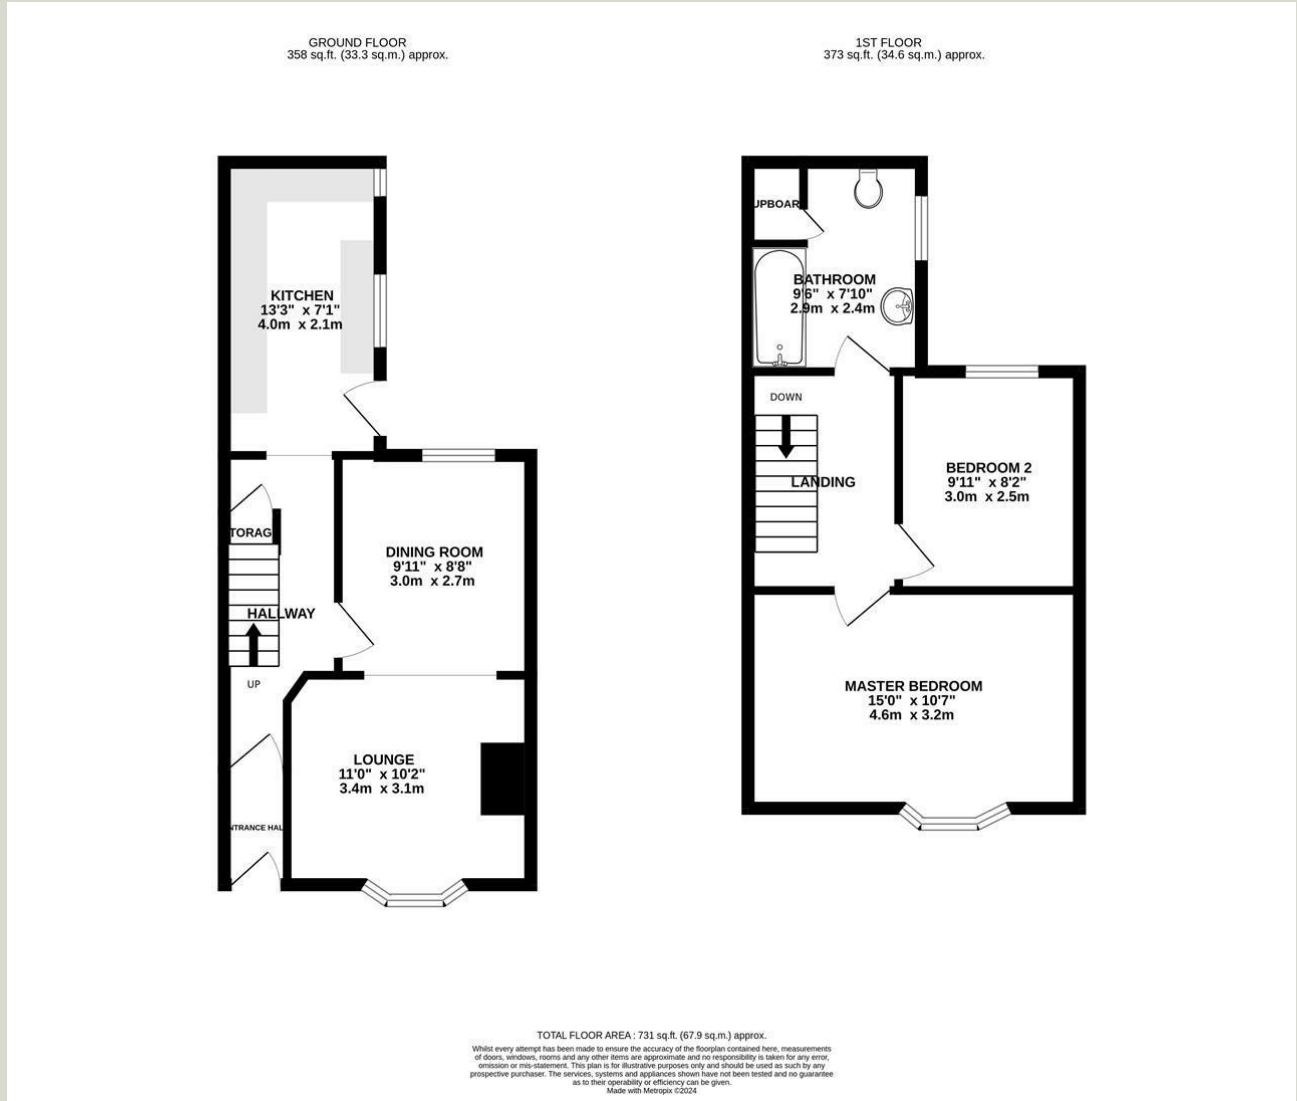 GROUND FLOOR
358 sq.ft. (33.3 sq.m.) approx.
1ST FLOOR
373 sq.ft. (34.6 sq.m.) approx.
KITCHEN
13'3" x 7'1"
4.0m x 2.1m
TORAG
DINING ROOM
9'11" x 8'8"
3.0m x 2.7m
HALLWAY
UP
LOUNGE
11'0" x 10'2"
3.4m x 3.1m
NTRANCE HAL
UPBOAR
BATHROOM
9'6" x 7'10"
2.9m x 2.4m
DOWN
LANDING
BEDROOM 2
9'11" x 8'2"
3.0m x 2.5m
MASTER BEDROOM
15'0" x 10'7"
4.6m x 3.2m
TOTAL FLOOR AREA : 731 sq.ft. (67.9 sq.m.) approx.
Whilst every attempt has been made to ensure the accuracy of the floorplan contained here, measurements
of doors, windows, rooms and any other items are approximate and no responsibility is taken for any error,
omission or mis-statement. This plan is for illustrative purposes only and should be used as such by any
prospective purchaser. The services, systems and appliances shown have not been tested and no guarantee
as to their operability or efficiency can be given.
Made with Metropix ©2024